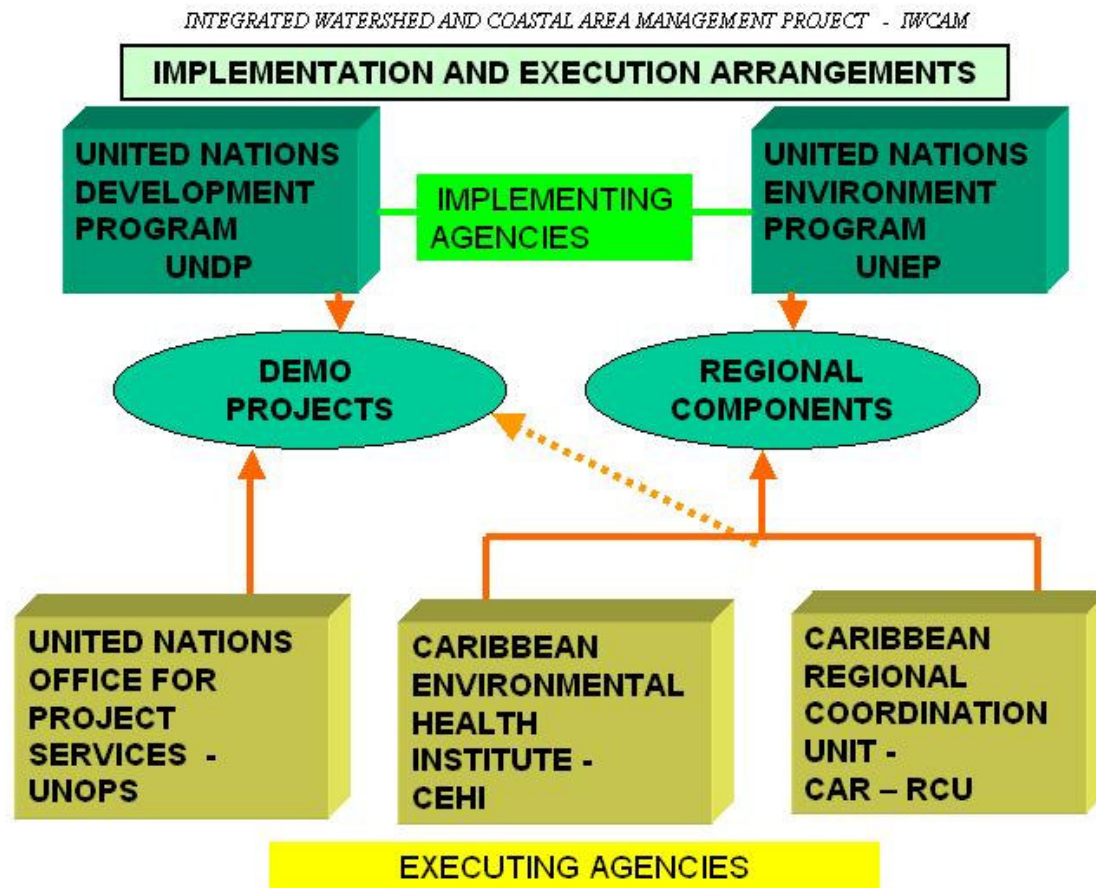 INTEGRATED WATERSHED AND COASTAL AREA MANAGEMENT PROJECT - IWCAM
IMPLEMENTATION AND EXECUTION ARRANGEMENTS
UNITED NATIONS
DEVELOPMENT
PROGRAM
UNDP
IMPLEMENTING
AGENCIES
UNITED NATIONS
ENVIRONMENT
PROGRAM
UNEP
DEMO
PROJECTS
REGIONAL
COMPONENTS
UNITED NATIONS
OFFICE FOR
PROJECT
SERVICES -
UNOPS
CARIBBEAN
ENVIRONMENTAL
HEALTH
INSTITUTE -
CEHI
CARIBBEAN
REGIONAL
COORDINATION
UNIT -
CAR – RCU
EXECUTING AGENCIES